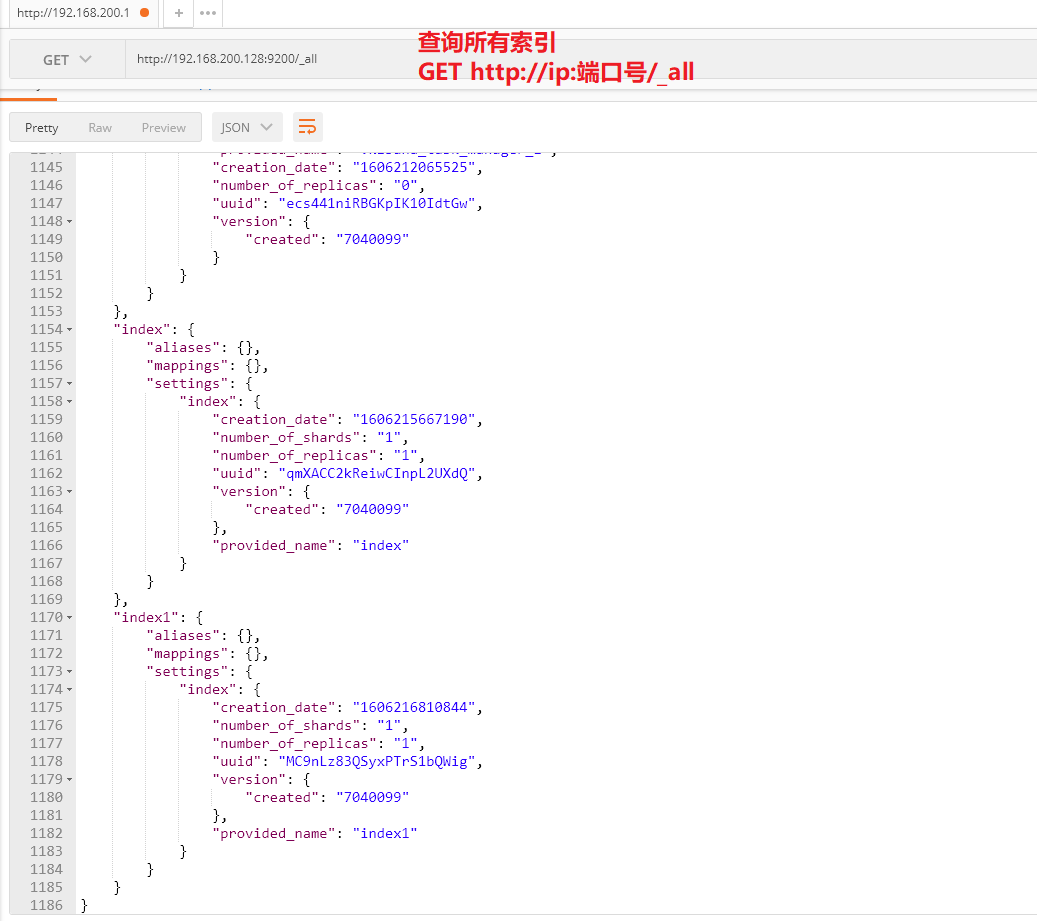 http://192.168.200.1
查询所有索引
GET http://192.168.200.128:9200/_all
GET http://ip:端口号/_all
Pretty Raw Preview JSON
1145 "creation_date": "1606212065525",
1146 "number_of_replicas": "0",
1147 "uuid": "ecs441niRBGKpIK10IdtGw",
1148 "version": {
1149 "created": "7040099"
1150 }
1151 }
1152 }
1153 },
1154 "index": {
1155 "aliases": {},
1156 "mappings": {},
1157 "settings": {
1158 "index": {
1159 "creation_date": "1606215667190",
1160 "number_of_shards": "1",
1161 "number_of_replicas": "1",
1162 "uuid": "qmXACC2kReiwCInpL2UXdQ",
1163 "version": {
1164 "created": "7040099"
1165 },
1166 "provided_name": "index"
1167 }
1168 }
1169 },
1170 "index1": {
1171 "aliases": {},
1172 "mappings": {},
1173 "settings": {
1174 "index": {
1175 "creation_date": "1606216810844",
1176 "number_of_shards": "1",
1177 "number_of_replicas": "1",
1178 "uuid": "MC9nLz83QSyxPTrS1bQWig",
1179 "version": {
1180 "created": "7040099"
1181 },
1182 "provided_name": "index1"
1183 }
1184 }
1185 }
1186 }